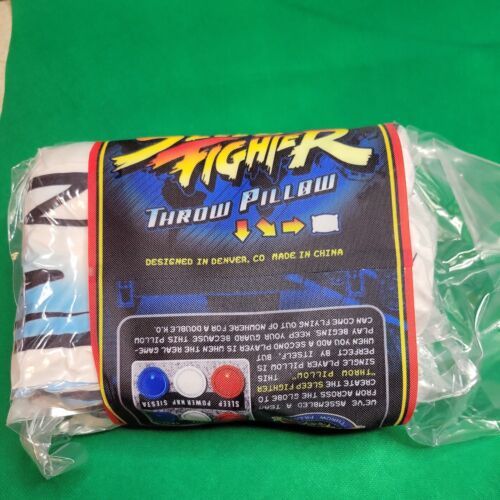 FIGHTER
THROW PILLOW
DESIGNED IN DENVER, CO MADE IN CHINA
WE'VE ASSEMBLED A TEAM
FROM ACROSS THE GLOBE TO
CREATE THE SLEEP FIGHTER
"THROW PILLOW." THIS
SINGLE PLAYER PILLOW IS
PERFECT BY ITSELF, BUT
WHEN YOU ADD A SECOND PLAYER IS WHEN THE REAL GAME-
PLAY BEGINS. KEEP YOUR GUARD BECAUSE THIS PILLOW
CAN COME FLYING OUT OF NOWHERE FOR A DOUBLE K.O.
SLEEP POWER NAP SIESTA